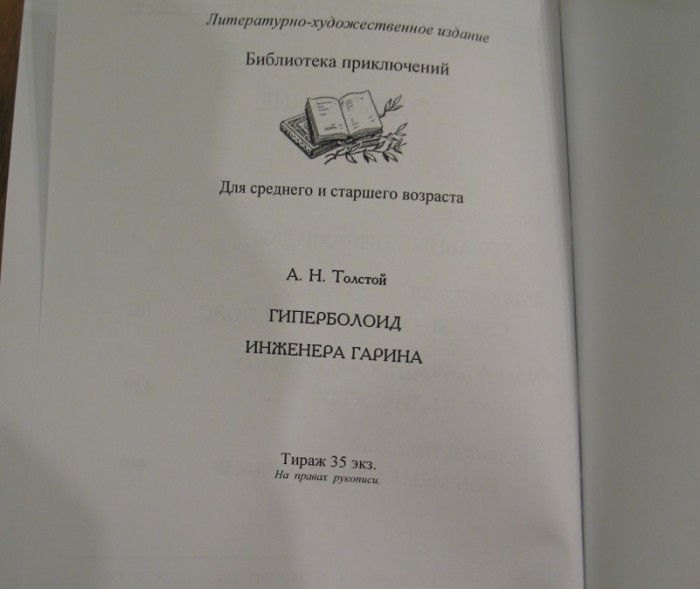 Литературно-художественное издание
Библиотека приключений
Для среднего и старшего возраста
А. Н. Толстой
ГИПЕРБОЛОИД
ИНЖЕНЕРА ГАРИНА
Тираж 35 экз.
На правах рукописи.